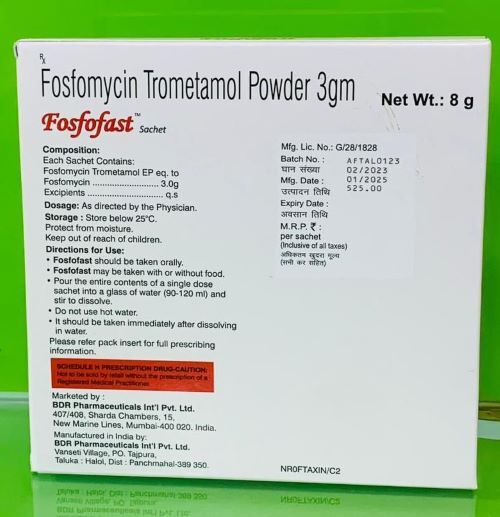 Rx
Fosfomycin Trometamol Powder 3gm
Net Wt.: 8 g
Fosfofast™ Sachet
Composition:
Each Sachet Contains:
Fosfomycin Trometamol EP eq. to
Fosfomycin ........................ 3.0g
Excipients ........................... q.s
Dosage: As directed by the Physician.
Storage : Store below 25°C.
Protect from moisture.
Keep out of reach of children.
Directions for Use:
• Fosfofast should be taken orally.
• Fosfofast may be taken with or without food.
• Pour the entire contents of a single dose
sachet into a glass of water (90-120 ml) and
stir to dissolve.
• Do not use hot water.
• It should be taken immediately after dissolving
in water.
Please refer pack insert for full prescribing
information.
SCHEDULE H PRESCRIPTION DRUG-CAUTION:
Not to be sold by retail without the prescription of a
Registered Medical Practitioner.
Marketed by :
BDR Pharmaceuticals Int'l Pvt. Ltd.
407/408, Sharda Chambers, 15,
New Marine Lines, Mumbai-400 020. India.
Manufactured in India by:
BDR Pharmaceuticals Int'l Pvt. Ltd.
Vanseti Village, PO. Tajpura,
Taluka : Halol, Dist : Panchmahal-389 350.
Mfg. Lic. No.: G/28/1828
Batch No. : AFTAL0123
घान संख्या 02/2023
Mfg. Date : 01/2025
उत्पादन तिथि 525.00
Expiry Date :
अवसान तिथि
M.R.P. ₹ :
per sachet
(Inclusive of all taxes)
अधिकतम खुदरा मूल्य
(सभी कर सहित)
NR0FTAXIN/C2